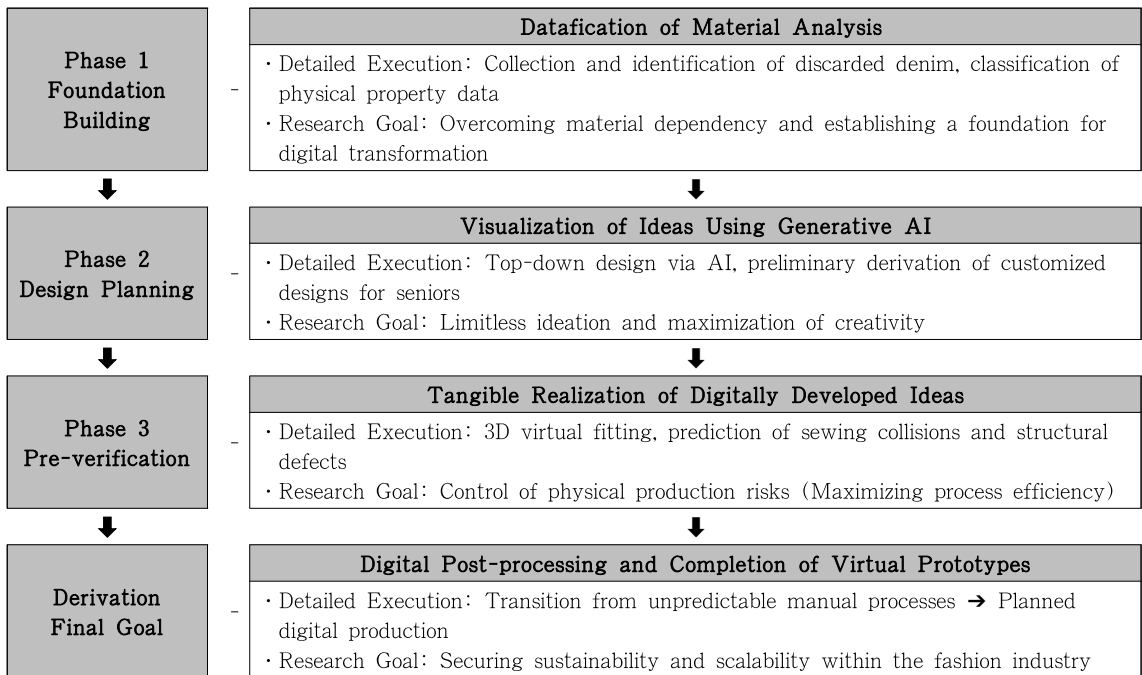 Phase 1
Foundation
Building
Datafication of Material Analysis
· Detailed Execution: Collection and identification of discarded denim, classification of
physical property data
· Research Goal: Overcoming material dependency and establishing a foundation for
digital transformation
Phase 2
Design Planning
Visualization of Ideas Using Generative AI
· Detailed Execution: Top-down design via AI, preliminary derivation of customized
designs for seniors
· Research Goal: Limitless ideation and maximization of creativity
Phase 3
Pre-verification
Tangible Realization of Digitally Developed Ideas
· Detailed Execution: 3D virtual fitting, prediction of sewing collisions and structural
defects
· Research Goal: Control of physical production risks (Maximizing process efficiency)
Derivation
Final Goal
Digital Post-processing and Completion of Virtual Prototypes
· Detailed Execution: Transition from unpredictable manual processes ➔ Planned
digital production
· Research Goal: Securing sustainability and scalability within the fashion industry